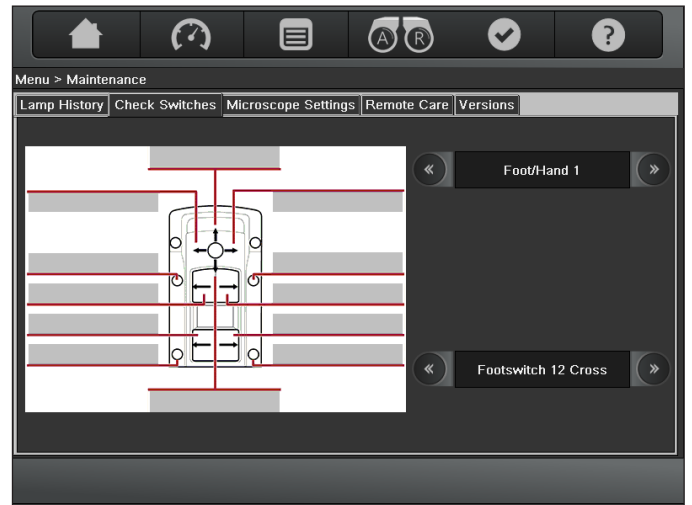 A R
?
Menu > Maintenance
Lamp History Check Switches Microscope Settings Remote Care Versions
« Foot/Hand 1 »
« Footswitch 12 Cross »